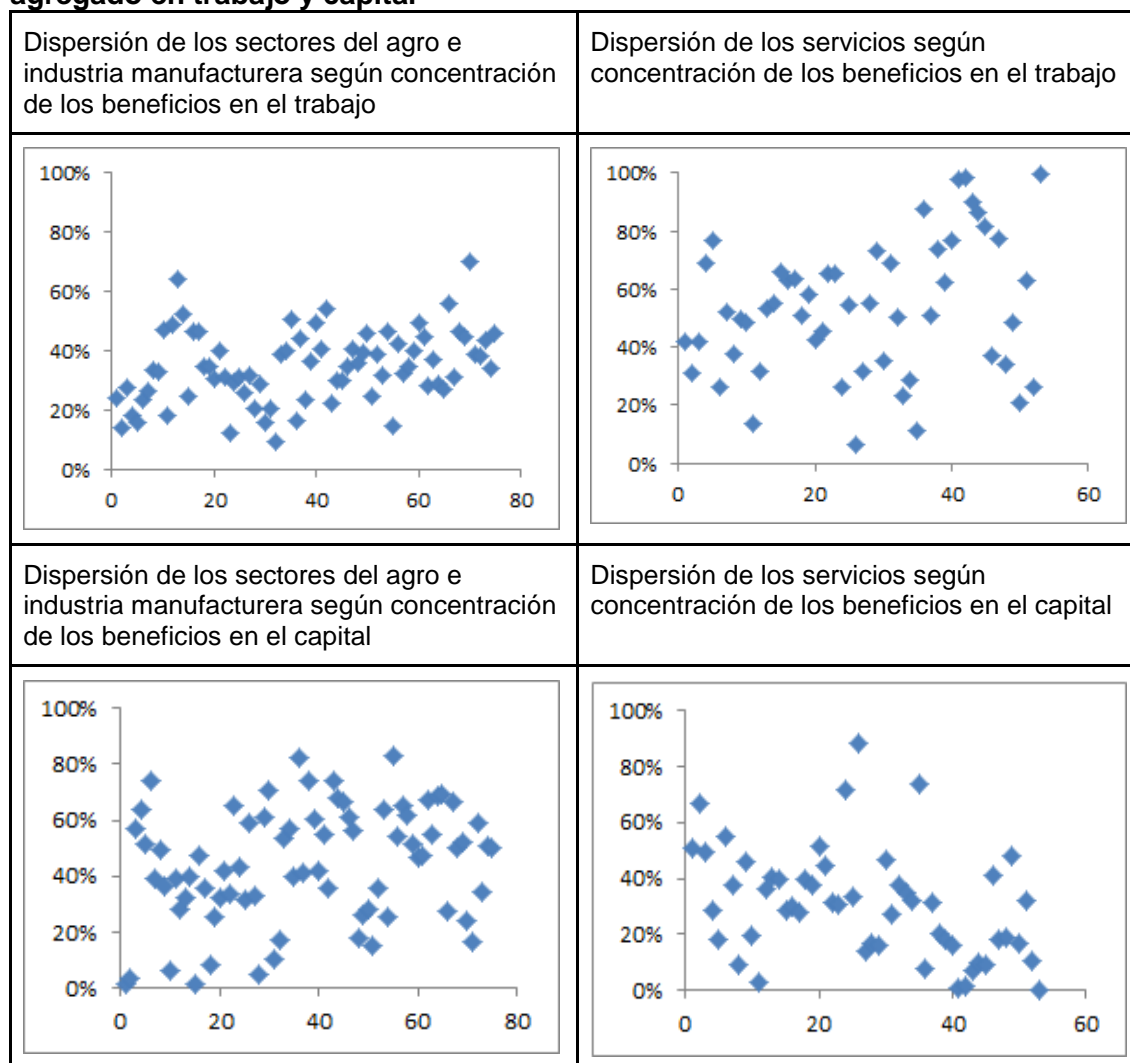 agregado en trabajo y capital
Dispersión de los sectores del agro e
industria manufacturera según concentración
de los beneficios en el trabajo
Dispersión de los servicios según
concentración de los beneficios en el trabajo
100%
80%
60%
40%
20%
0%
0 20 40 60 80
100%
80%
60%
40%
20%
0%
0 20 40 60
Dispersión de los sectores del agro e
industria manufacturera según concentración
de los beneficios en el capital
Dispersión de los servicios según
concentración de los beneficios en el capital
100%
80%
60%
40%
20%
0%
0 20 40 60 80
100%
80%
60%
40%
20%
0%
0 20 40 60